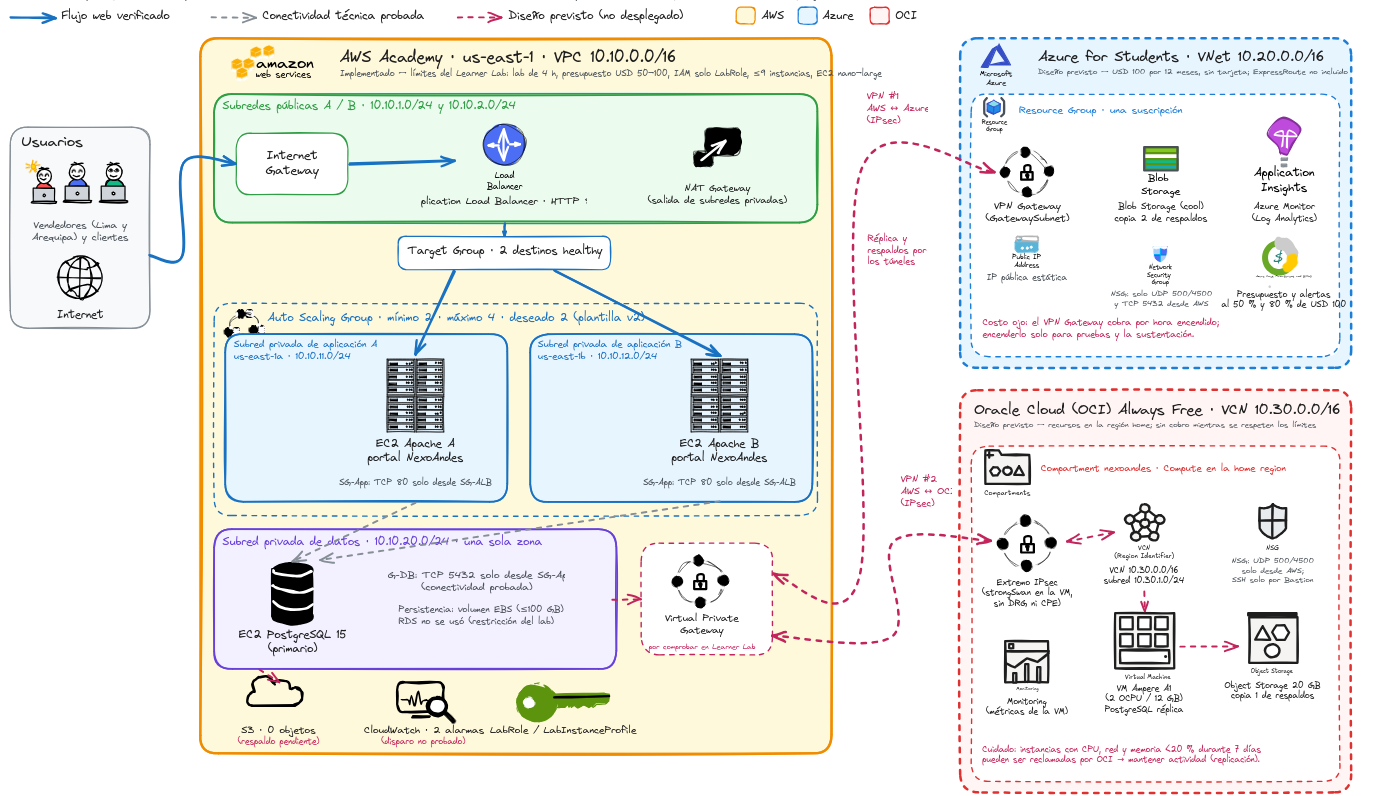 Flujo web verificado
Conectividad técnica probada
Diseño previsto (no desplegado)
AWS
Azure
OCI
amazon
web services
AWS Academy · us-east-1 · VPC 10.10.0.0/16
Implementado — límites del Learner Lab: lab de 4 h, presupuesto USD 50–100, IAM solo LabRole, ≤9 instancias, EC2 nano–large
Subredes públicas A / B · 10.10.1.0/24 y 10.10.2.0/24
Internet
Gateway
Load
Balancer
plication Load Balancer · HTTP
NAT Gateway
(salida de subredes privadas)
Usuarios
Vendedores (Lima y
Arequipa) y clientes
Internet
Target Group · 2 destinos healthy
Auto Scaling Group · mínimo 2 · máximo 4 · deseado 2 (plantilla v2)
Subred privada de aplicación A
us-east-1a · 10.10.11.0/24
EC2 Apache A
portal NexoAndes
SG-App: TCP 80 solo desde SG-ALB
Subred privada de aplicación B
us-east-1b · 10.10.12.0/24
EC2 Apache B
portal NexoAndes
SG-App: TCP 80 solo desde SG-ALB
Subred privada de datos · 10.10.20.0/24 · una sola zona
EC2 PostgreSQL 15
(primario)
G-DB: TCP 5432 solo desde SG-A
(conectividad probada)
Persistencia: volumen EBS (≤100 GB)
RDS no se usó (restricción del lab)
Virtual Private
Gateway
por comprobar en Learner Lab
S3 · 0 objetos
(respaldo pendiente)
CloudWatch · 2 alarmas
(disparo no probado)
LabRole / LabInstanceProfile
VPN #1
AWS ↔ Azure
(IPsec)
Réplica y
respaldos por
los túneles
VPN #2
AWS ↔ OC
(IPsec)
Microsoft
Azure
Azure for Students · VNet 10.20.0.0/16
Diseño previsto — USD 100 por 12 meses, sin tarjeta; ExpressRoute no incluido
Resource
Group
Resource Group · una suscripción
VPN Gateway
(GatewaySubnet)
Blob
Storage
Blob Storage (cool)
copia 2 de respaldos
Application
Insights
Azure Monitor
(Log Analytics)
Public IP
Address
IP pública estática
Network
Security
Group
NSG: solo UDP 500/4500
y TCP 5432 desde AWS
Presupuesto y alertas
al 50 % y 80 % de USD 100
Costo ojo: el VPN Gateway cobra por hora encendido;
encenderlo solo para pruebas y la sustentación.
Oracle Cloud (OCI) Always Free · VCN 10.30.0.0/16
Diseño previsto — recursos en la región home; sin cobro mientras se respeten los límites
Compartments
Compartment nexoandes · Compute en la home region
Extremo IPsec
(strongSwan en la VM,
sin DRG ni CPE)
VCN
(Region Identifier)
VCN 10.30.0.0/16
subred 10.30.1.0/24
NSG
NSG: UDP 500/4500
solo desde AWS;
SSH solo por Bastion
Monitoring
Monitoring
(métricas de la VM)
Virtual Machine
VM Ampere A1
(2 OCPU / 12 GB)
PostgreSQL réplica
Object Storage
Object Storage 20 GB
copia 1 de respaldos
Cuidado: instancias con CPU, red y memoria <20 % durante 7 días
pueden ser reclamadas por OCI → mantener actividad (replicación).